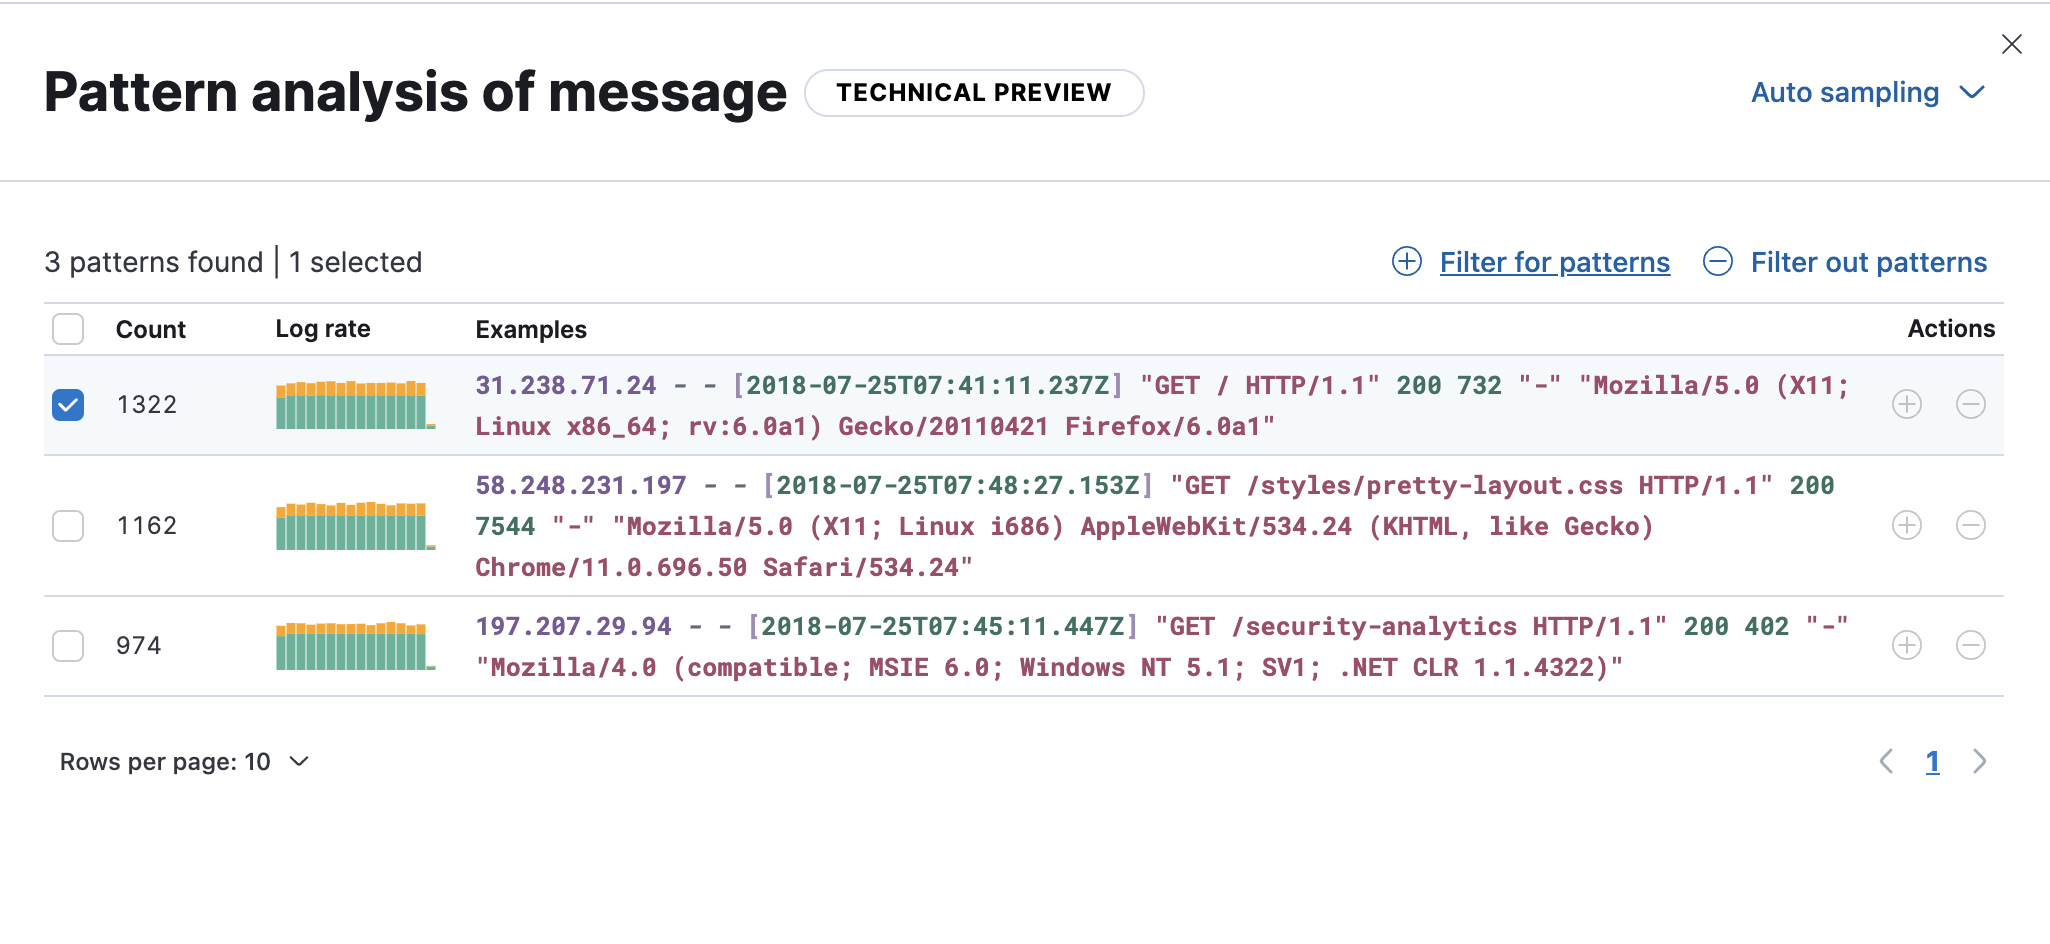 Pattern analysis of message TECHNICAL PREVIEW Auto sampling
3 patterns found | 1 selected Filter for patterns Filter out patterns
Count Log rate Examples Actions
1322 31.238.71.24 - - [2018-07-25T07:41:11.237Z] "GET / HTTP/1.1" 200 732 "-" "Mozilla/5.0 (X11;
Linux x86_64; rv:6.0a1) Gecko/20110421 Firefox/6.0a1"
58.248.231.197 - - [2018-07-25T07:48:27.153Z] "GET /styles/pretty-layout.css HTTP/1.1" 200
1162 7544 "-" "Mozilla/5.0 (X11; Linux i686) AppleWebKit/534.24 (KHTML, like Gecko)
Chrome/11.0.696.50 Safari/534.24"
974 197.207.29.94 - - [2018-07-25T07:45:11.447Z] "GET /security-analytics HTTP/1.1" 200 402 "-"
"Mozilla/4.0 (compatible; MSIE 6.0; Windows NT 5.1; SV1; .NET CLR 1.1.4322)"
Rows per page: 10 1